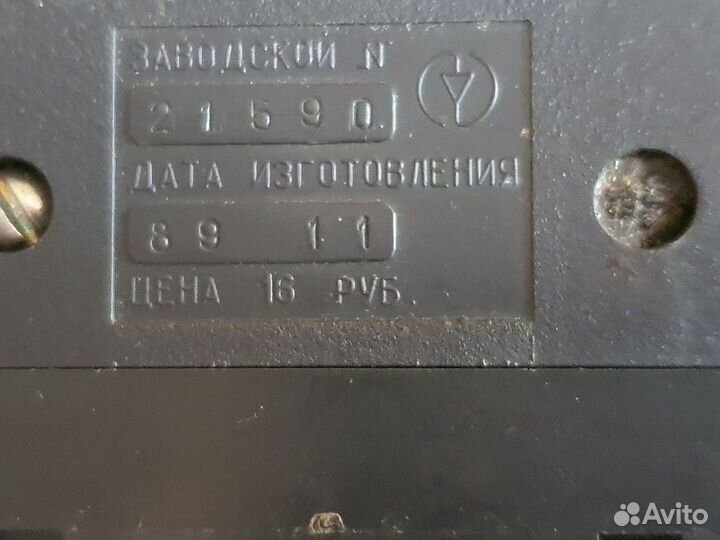 ЗАВОДСКОЙ N
21590
ДАТА ИЗГОТОВЛЕНИЯ
89 11
ЦЕНА 16 РУБ.
Avito